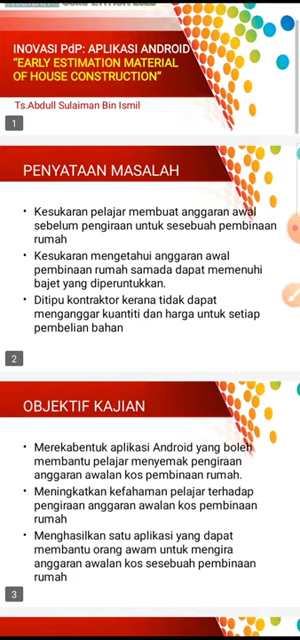 INOVASI PdP: APLIKASI ANDROID
"EARLY ESTIMATION MATERIAL
OF HOUSE CONSTRUCTION"
Ts.Abdull Sulaiman Bin Ismil
1
PENYATAAN MASALAH
• Kesukaran pelajar membuat anggaran awal
sebelum pengiraan untuk sesebuah pembinaan
rumah
• Kesukaran mengetahui anggaran awal
pembinaan rumah samada dapat memenuhi
bajet yang diperuntukkan.
• Ditipu kontraktor kerana tidak dapat
menganggar kuantiti dan harga untuk setiap
pembelian bahan
2
OBJEKTIF KAJIAN
• Merekabentuk aplikasi Android yang boleh
membantu pelajar menyemak pengiraan
anggaran awalan kos pembinaan rumah.
• Meningkatkan kefahaman pelajar terhadap
pengiraan anggaran awalan kos pembinaan
rumah
• Menghasilkan satu aplikasi yang dapat
membantu orang awam untuk mengira
anggaran awalan kos sesebuah pembinaan
rumah
3